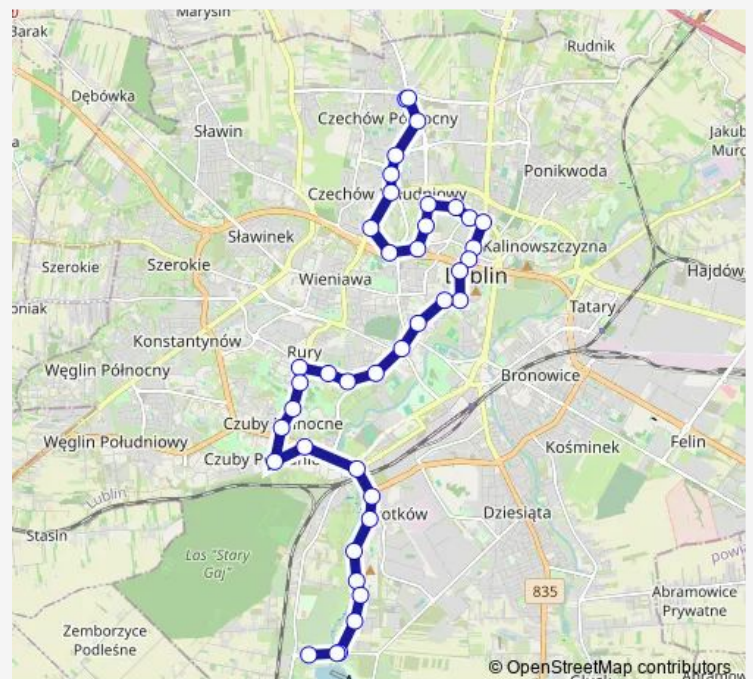 Marysin
Barak
Rudnik
Dębówka
Sławin
Czechów Północny
Jakub
Murc
Ponikwoda
Czechów Południowy
Sławinek
Kalinowszczyzna
Szerokie
Szerokie
Lublin
Hajdów
Wieniawa
Tatary
Konstantynów
Rury
Węglin Północny
Bronowice
Czuby Północne
Węglin Południowy
Kośminek
Felin
Czuby
Lublin
Stasin
Dziesiąta
Las "Stary
Gaj"
835
Abramowice
Prywatne
Zemborzyce
Podleśne
© OpenStreetMap contributors